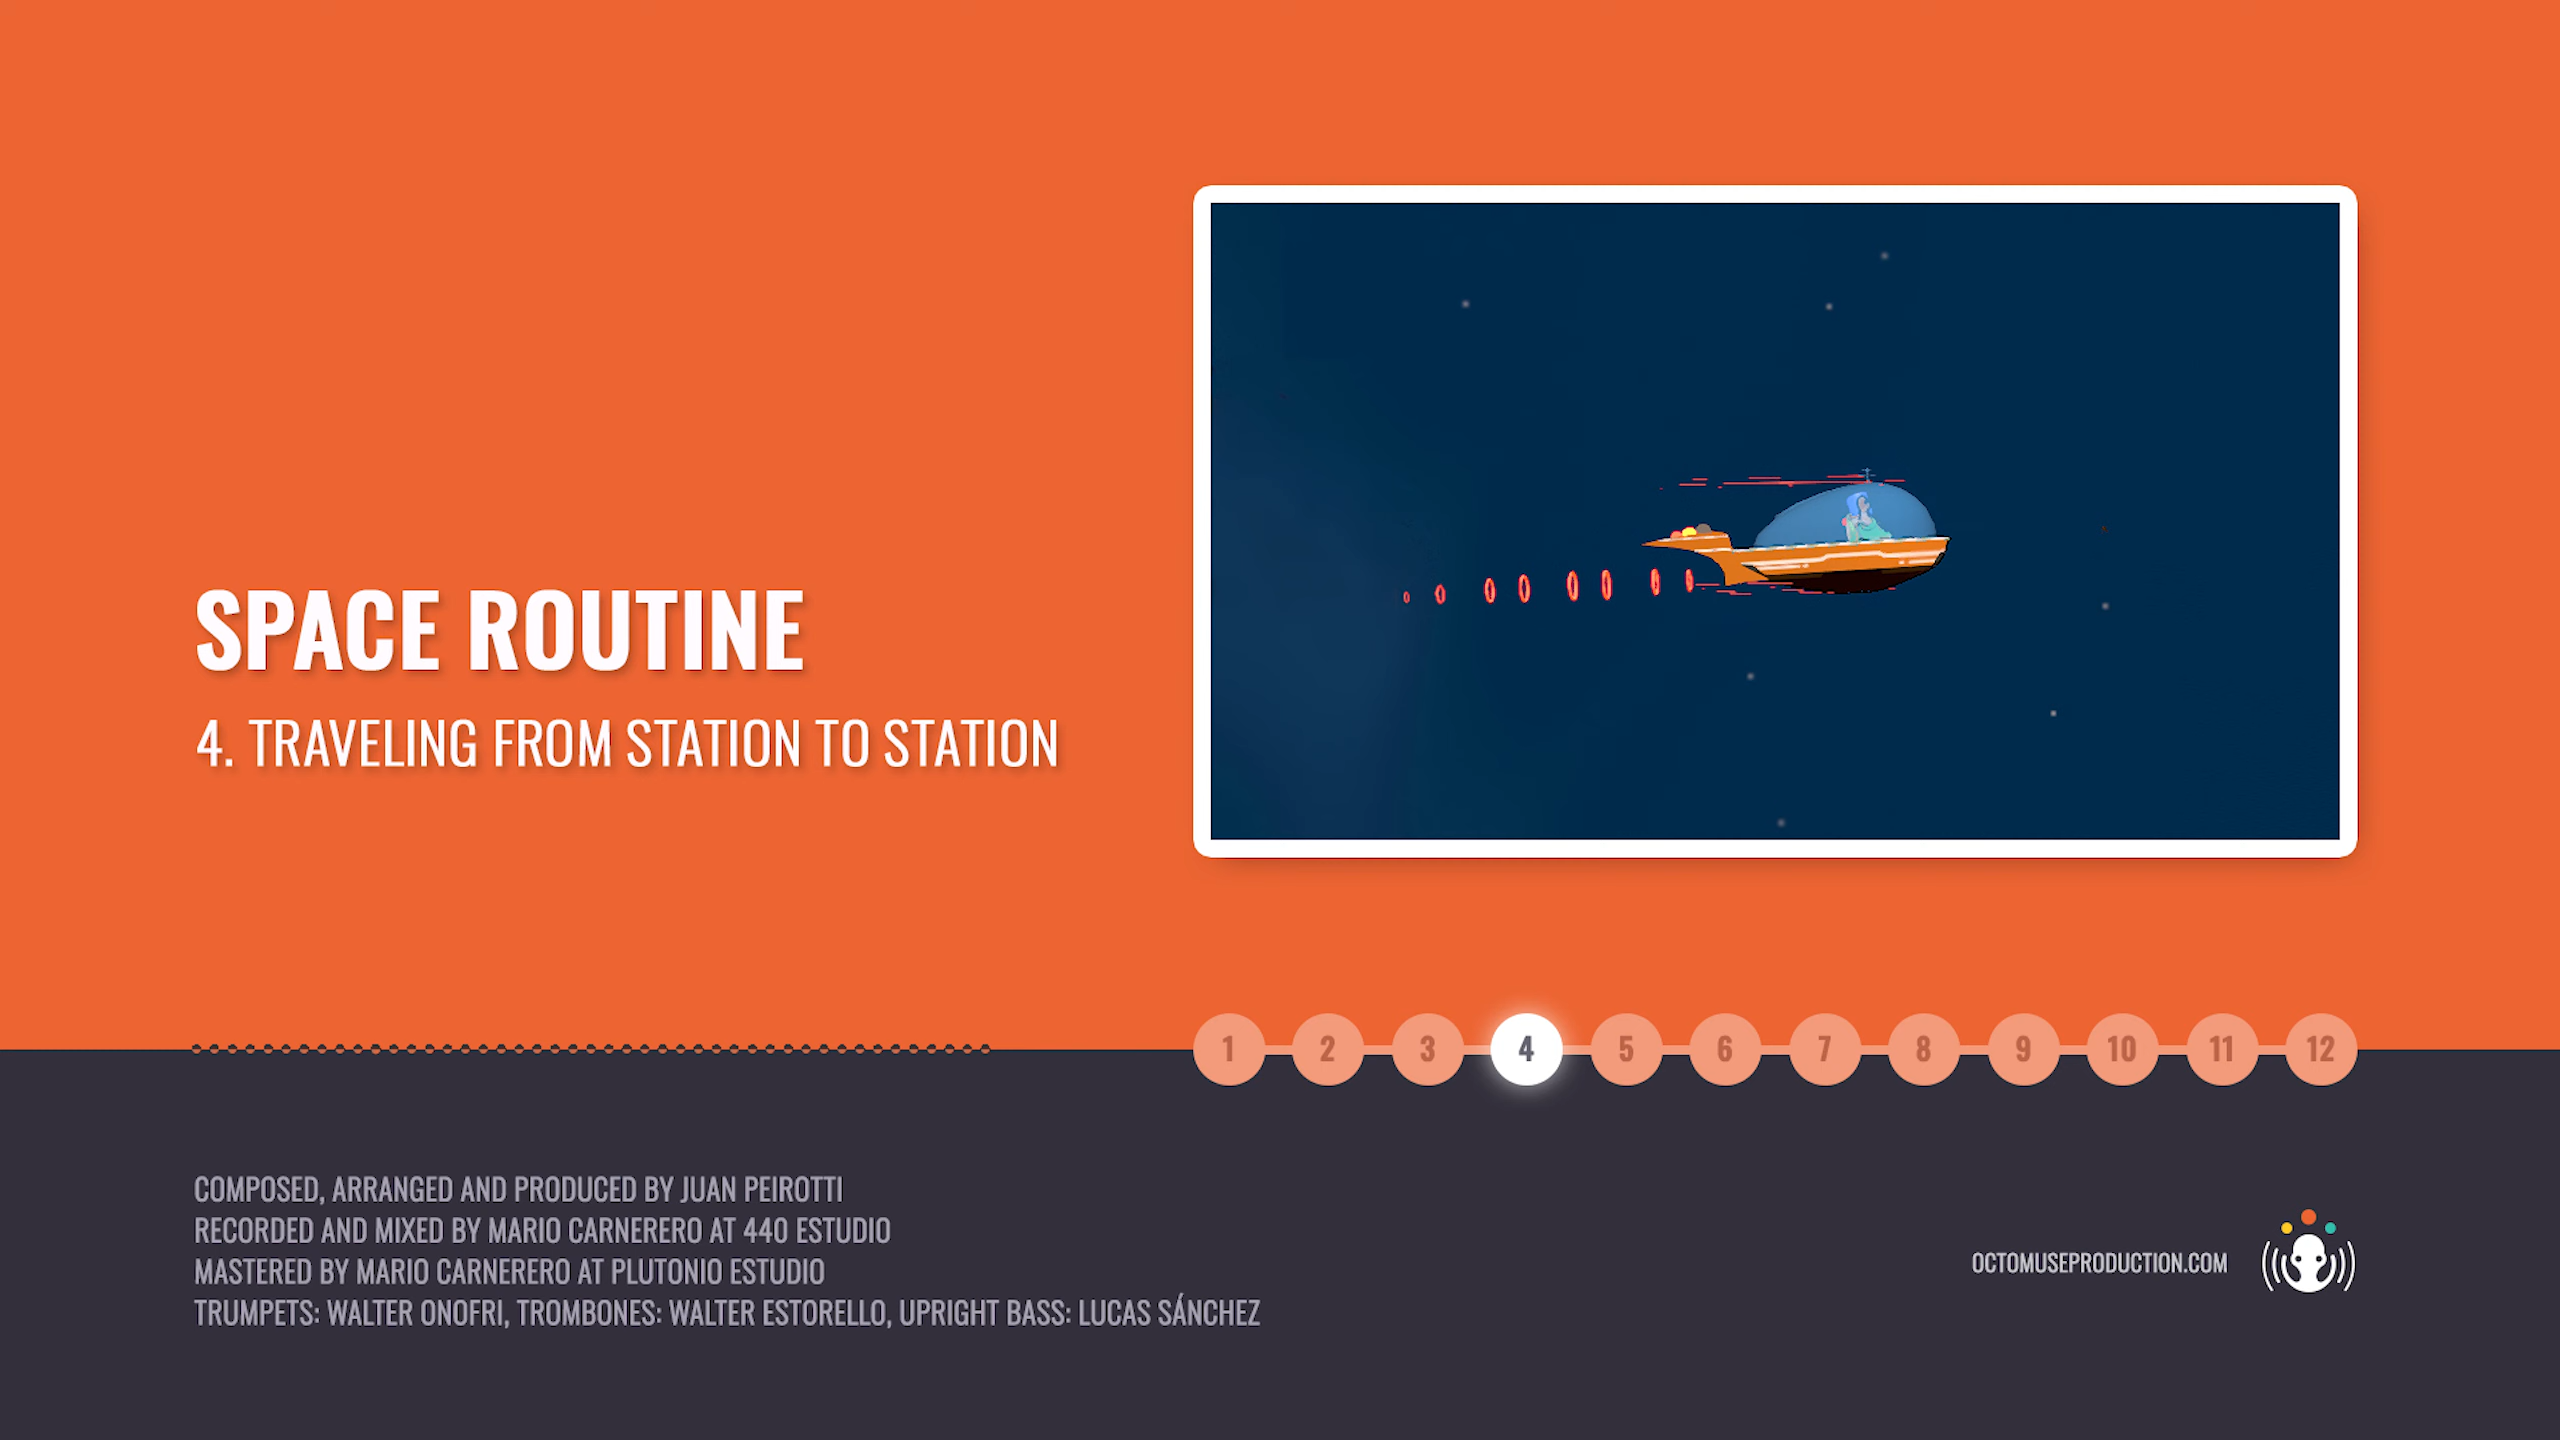 SPACE ROUTINE
4. TRAVELING FROM STATION TO STATION
1 2 3 4 5 6 7 8 9 10 11 12
COMPOSED, ARRANGED AND PRODUCED BY JUAN PEIROTTI
RECORDED AND MIXED BY MARIO CARNERERO AT 440 ESTUDIO
MASTERED BY MARIO CARNERERO AT PLUTONIO ESTUDIO
TRUMPETS: WALTER ONOFRI, TROMBONES: WALTER ESTORELLO, UPRIGHT BASS: LUCAS SÁNCHEZ
OCTOMUSEPRODUCTION.COM